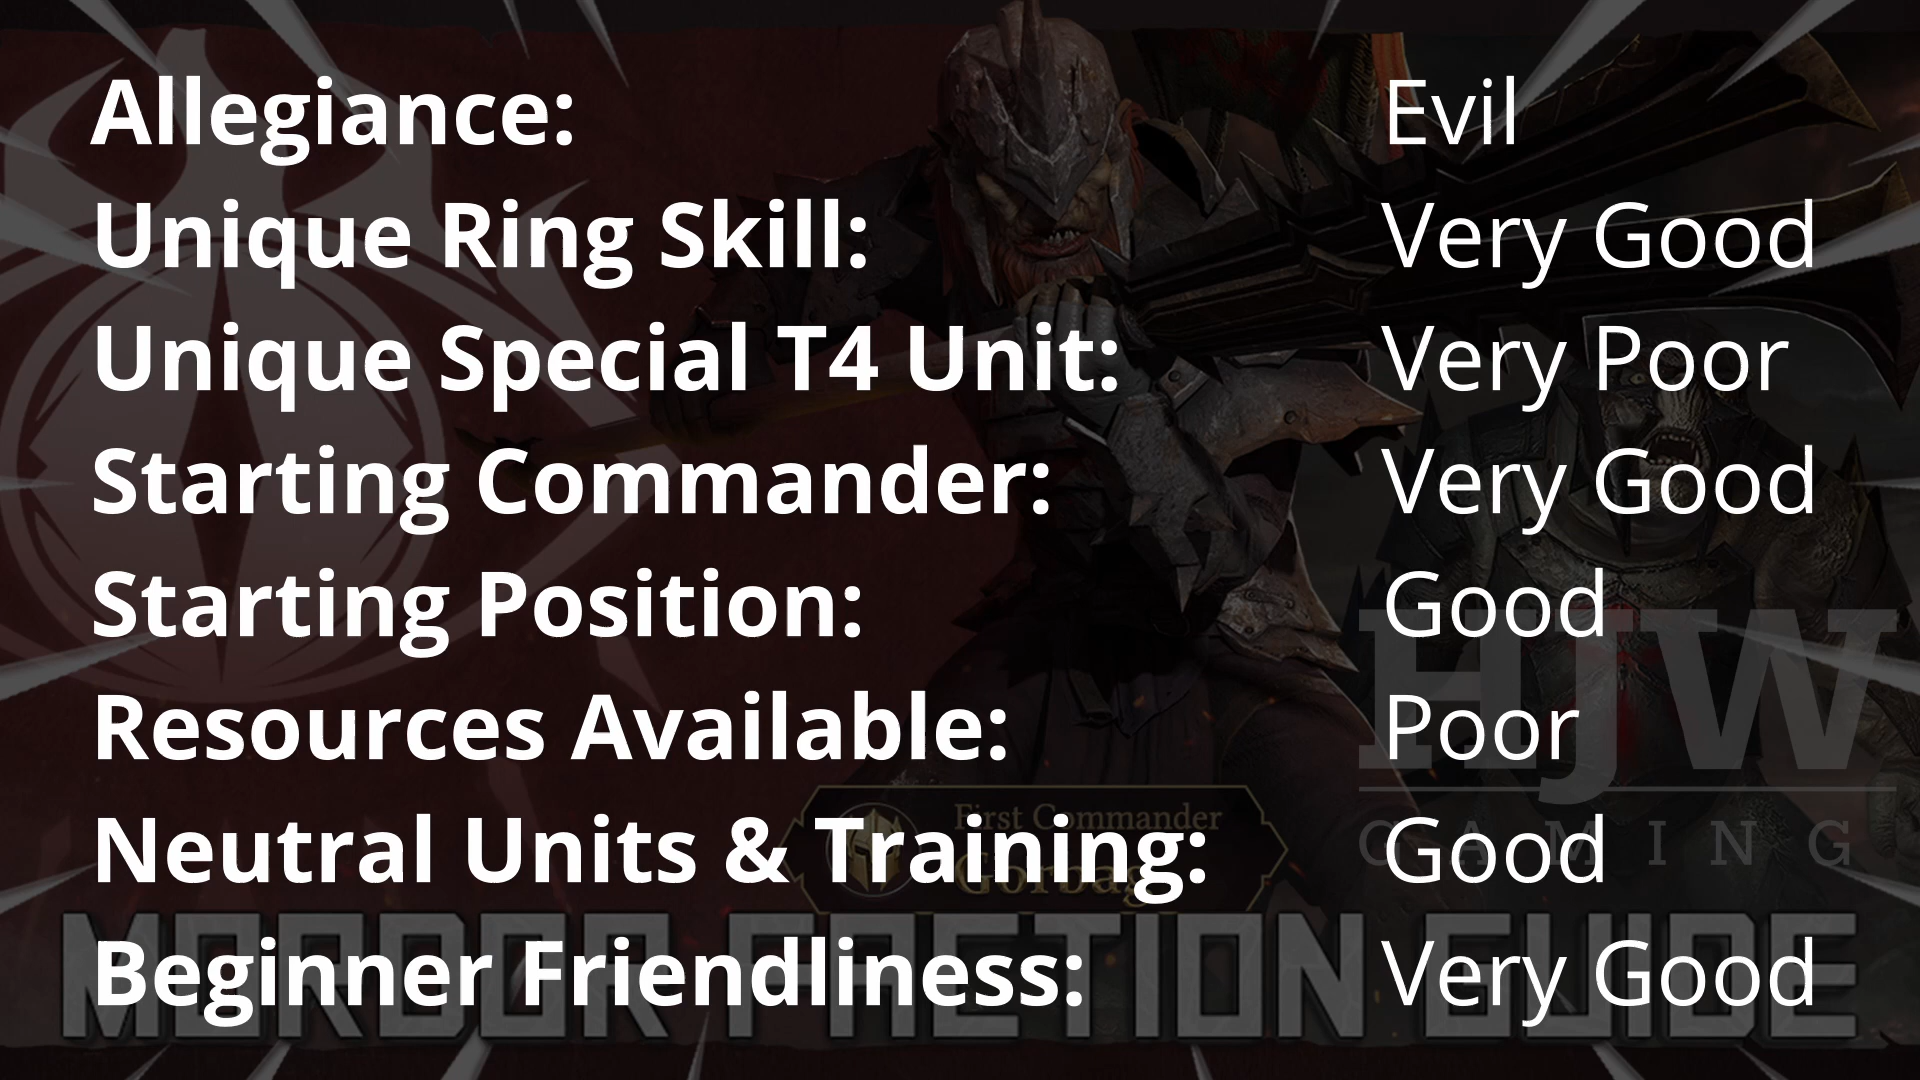 Allegiance: Evil
Unique Ring Skill: Very Good
Unique Special T4 Unit: Very Poor
Starting Commander: Very Good
Starting Position: Good
Resources Available: Poor
Neutral Units & Training: Good
Beginner Friendliness: Very Good
First Commander
Gorbag
HJW
GAMING
MORDOR FACTION GUIDE